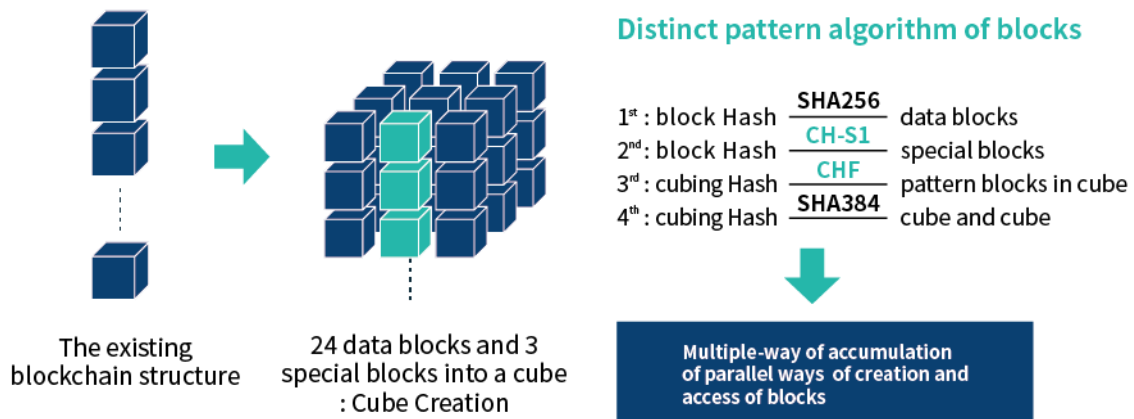 Distinct pattern algorithm of blocks
1st : block Hash SHA256 data blocks
2nd : block Hash CH-S1 special blocks
3rd : cubing Hash CHF pattern blocks in cube
4th : cubing Hash SHA384 cube and cube
The existing
blockchain structure
24 data blocks and 3
special blocks into a cube
: Cube Creation
Multiple-way of accumulation
of parallel ways of creation and
access of blocks